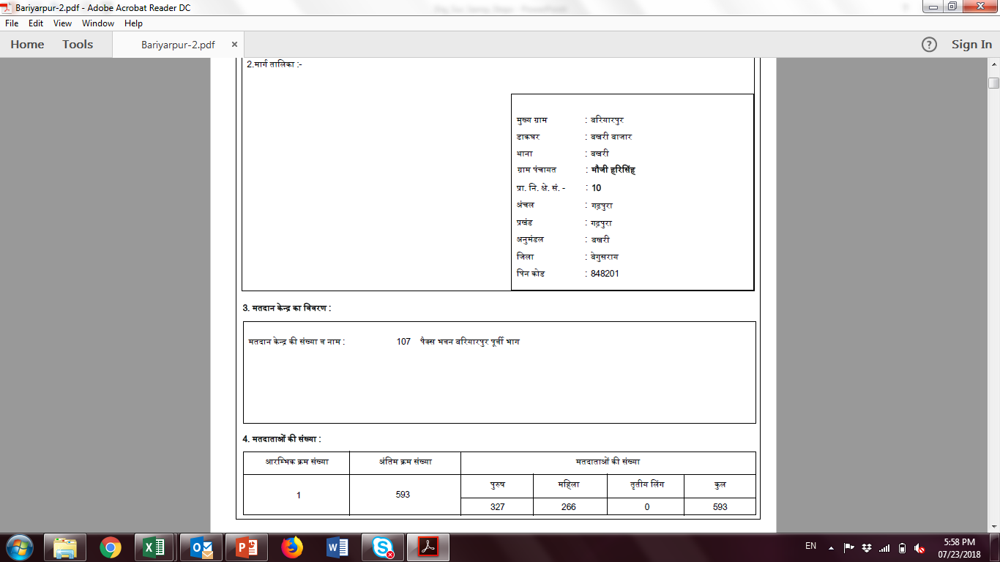 Bariyarpur-2.pdf - Adobe Acrobat Reader DC
File Edit View Window Help
Home Tools Bariyarpur-2.pdf × ? Sign In
2.मार्ग तालिका :-
मुख्य ग्राम : बरियारपुर
डाकघर : बखरी बाजार
थाना : बखरी
ग्राम पंचायत : मौजी हरिसिंह
प्रा. नि. क्षे. सं. - : 10
अंचल : गढ़पुरा
प्रखंड : गढ़पुरा
अनुमंडल : बखरी
जिला : बेगुसराय
पिन कोड : 848201
3. मतदान केन्द्र का विवरण :
मतदान केन्द्र की संख्या व नाम : 107 पैक्स भवन बरियारपुर पूर्वी भाग
4. मतदाताओं की संख्या :
आरम्भिक क्रम संख्या अंतिम क्रम संख्या मतदाताओं की संख्या
पुरुष महिला तृतीय लिंग कुल
1 593
327 266 0 593
EN 5:58 PM
07/23/2018